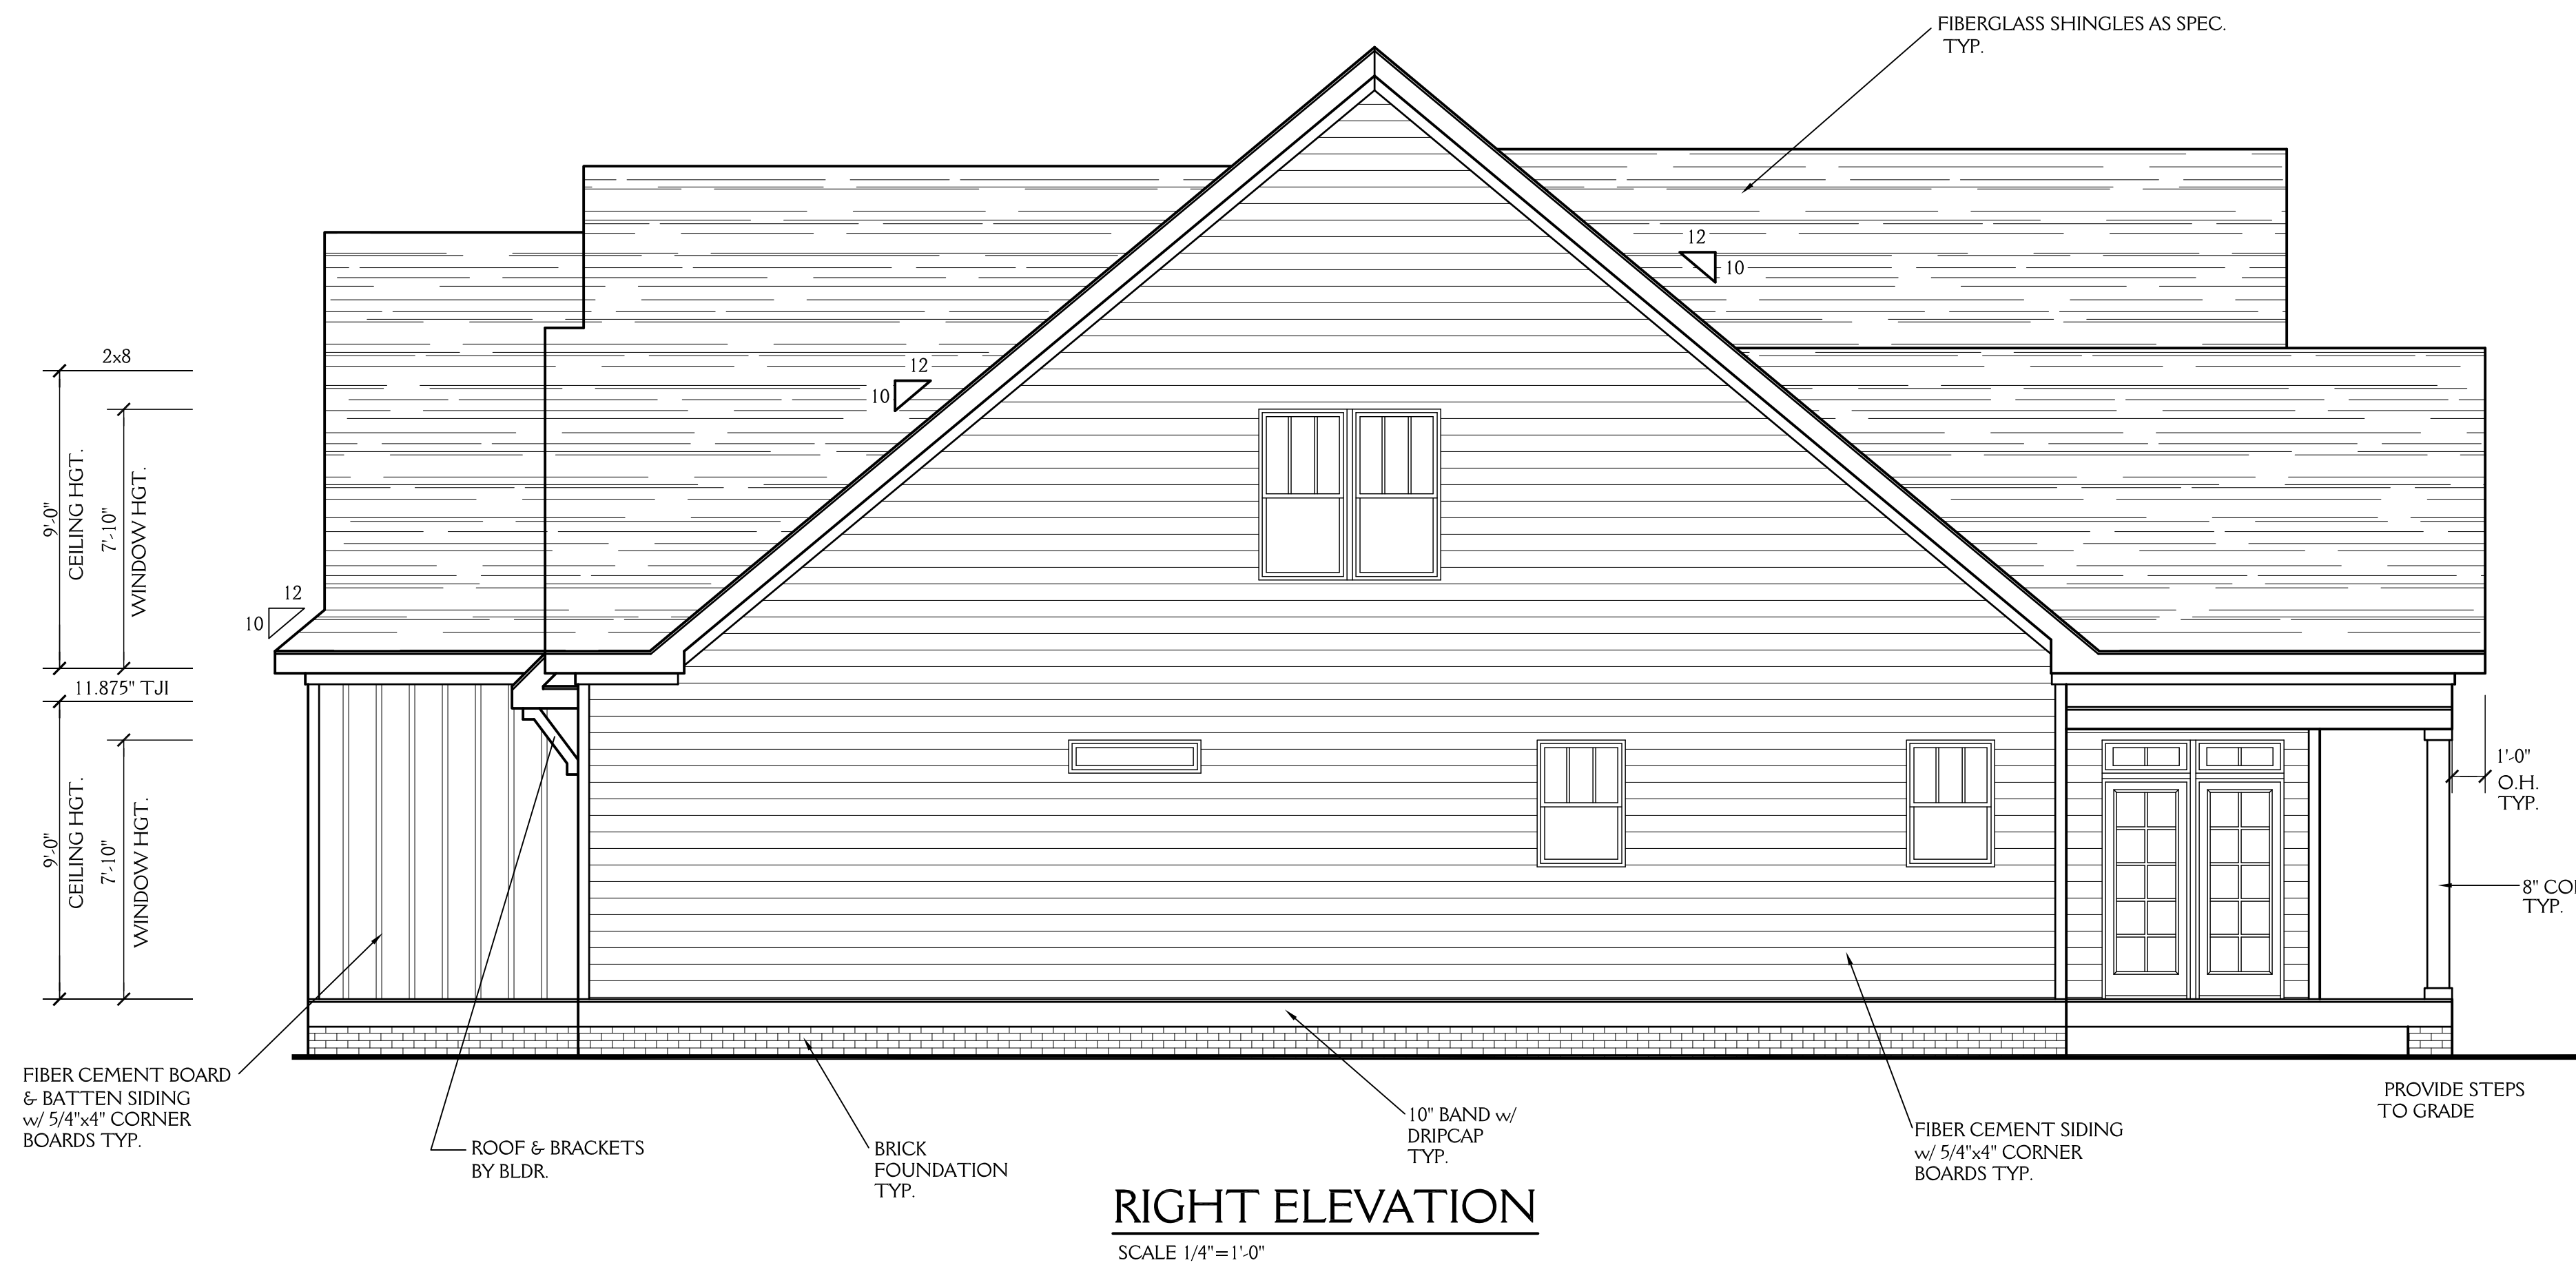 FIBERGLASS SHINGLES AS SPEC.
TYP.
12
10
2x8
12
10
9'-0"
CEILING HGT.
7'-10"
WINDOW HGT.
12
10
11.875" TJI
9'-0"
CEILING HGT.
7'-10"
WINDOW HGT.
1'-0"
O.H.
TYP.
8"
TYP.
FIBER CEMENT BOARD
& BATTEN SIDING
w/ 5/4"x4" CORNER
BOARDS TYP.
ROOF & BRACKETS
BY BLDR.
BRICK
FOUNDATION
TYP.
10" BAND w/
DRIPCAP
TYP.
FIBER CEMENT SIDING
w/ 5/4"x4" CORNER
BOARDS TYP.
PROVIDE STEPS
TO GRADE
RIGHT ELEVATION
SCALE 1/4"=1'-0"